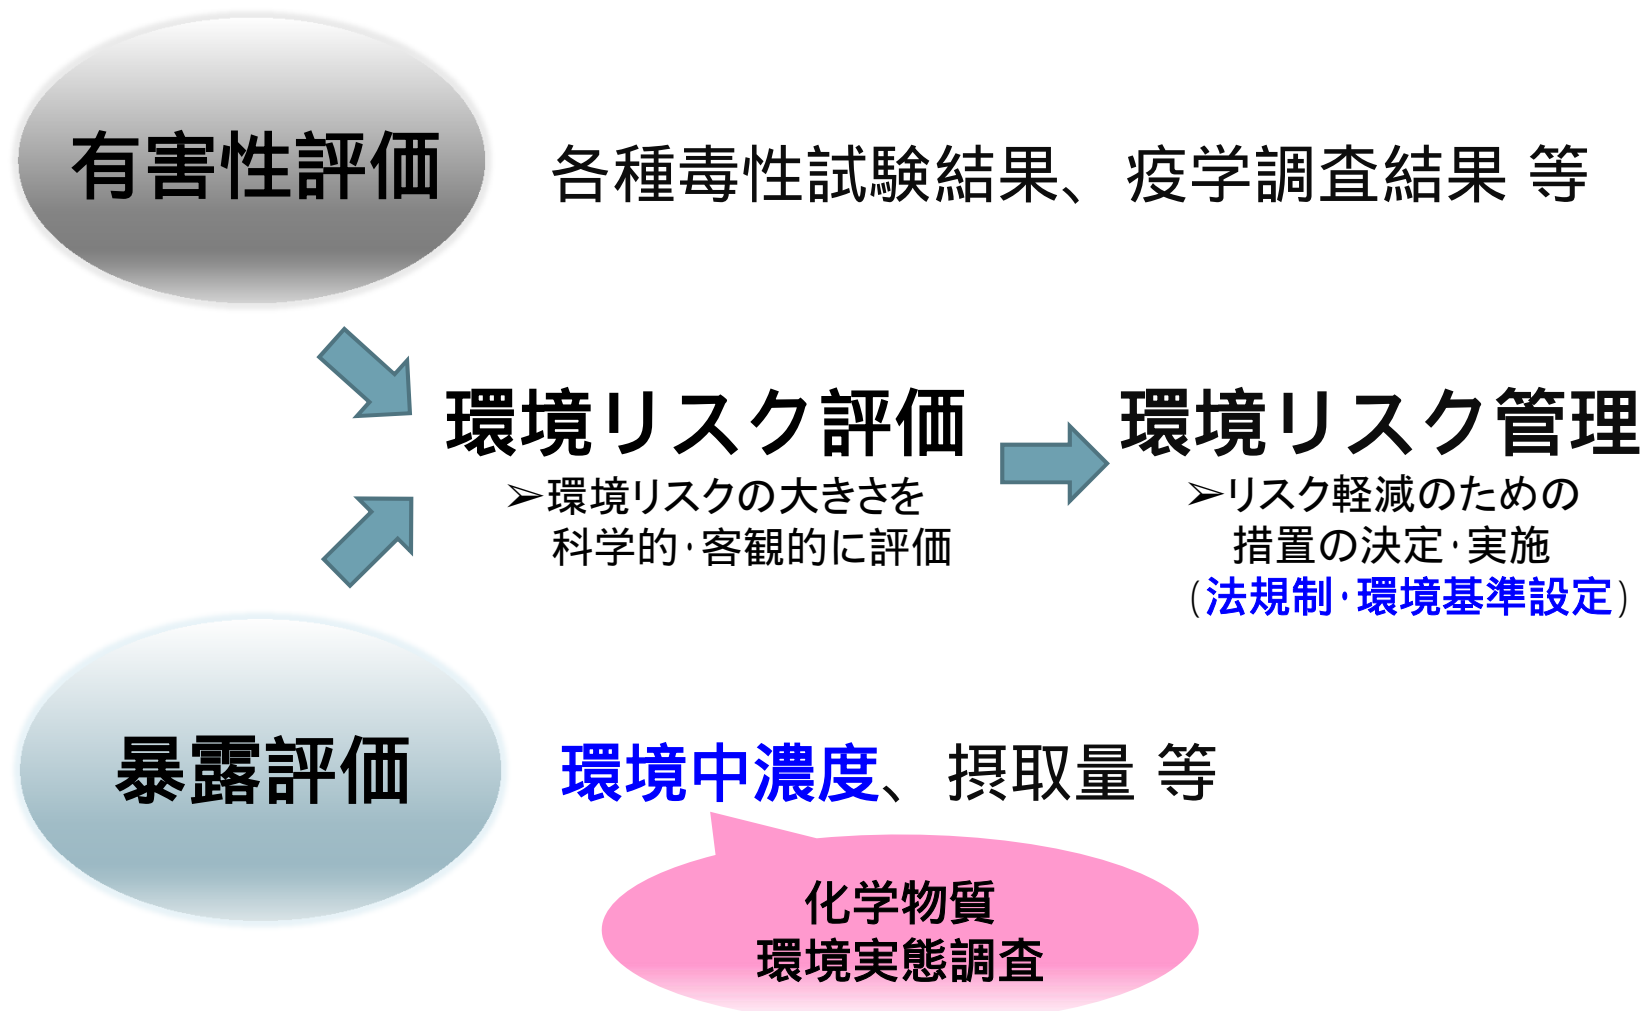 有害性評価
各種毒性試験結果、疫学調査結果 等
環境リスク評価
➢環境リスクの大きさを
科学的・客観的に評価
環境リスク管理
➢リスク軽減のための
措置の決定・実施
(法規制・環境基準設定)
暴露評価
環境中濃度、摂取量 等
化学物質
環境実態調査